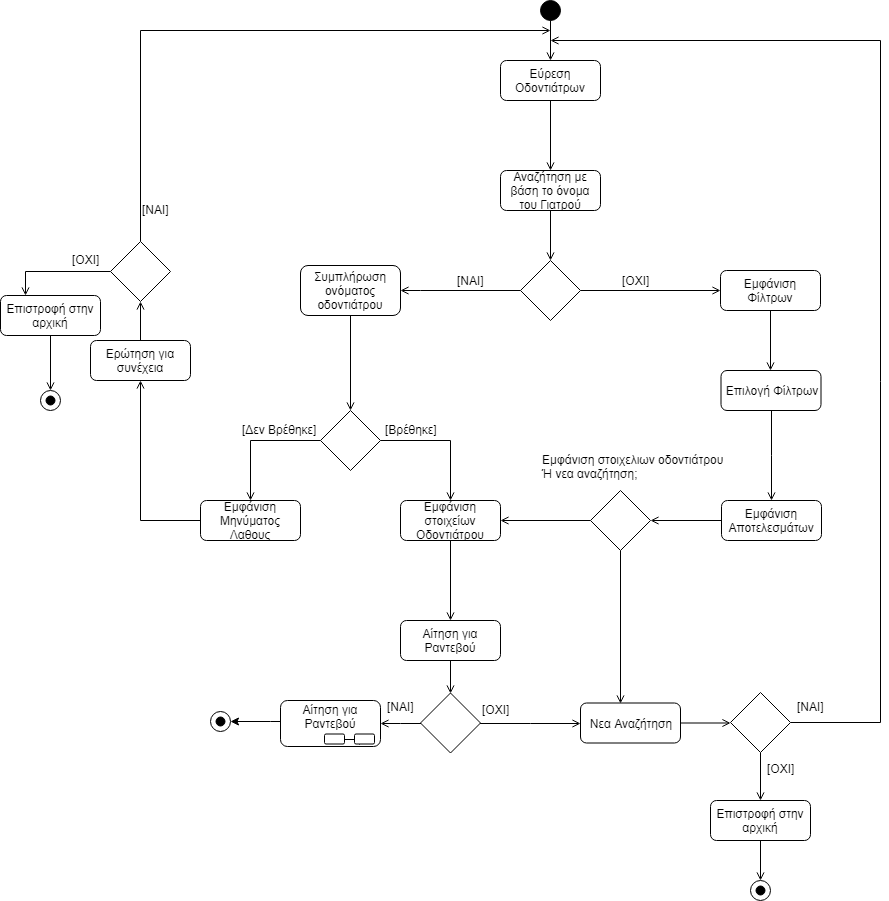 Εύρεση
Οδοντιάτρων
Αναζήτηση με
βάση το όνομα
του Γιατρού
[ΝΑΙ]
[ΟΧΙ]
Επιστροφή στην
αρχική
Ερώτηση για
συνέχεια
Συμπλήρωση
ονόματος
οδοντιάτρου
[ΝΑΙ]
[ΟΧΙ]
Εμφάνιση
Φίλτρων
Επιλογή Φίλτρων
[Δεν Βρέθηκε]
[Βρέθηκε]
Εμφάνιση στοιχελιων οδοντιάτρου
Ή νεα αναζήτηση;
Εμφάνιση
Μηνύματος
Λαθους
Εμφάνιση
στοιχείων
Οδοντιάτρου
Εμφάνιση
Αποτελεσμάτων
Αίτηση για
Ραντεβού
Αίτηση για
Ραντεβού
[ΝΑΙ]
[ΟΧΙ]
Νεα Αναζήτηση
[ΝΑΙ]
[ΟΧΙ]
Επιστροφή στην
αρχική